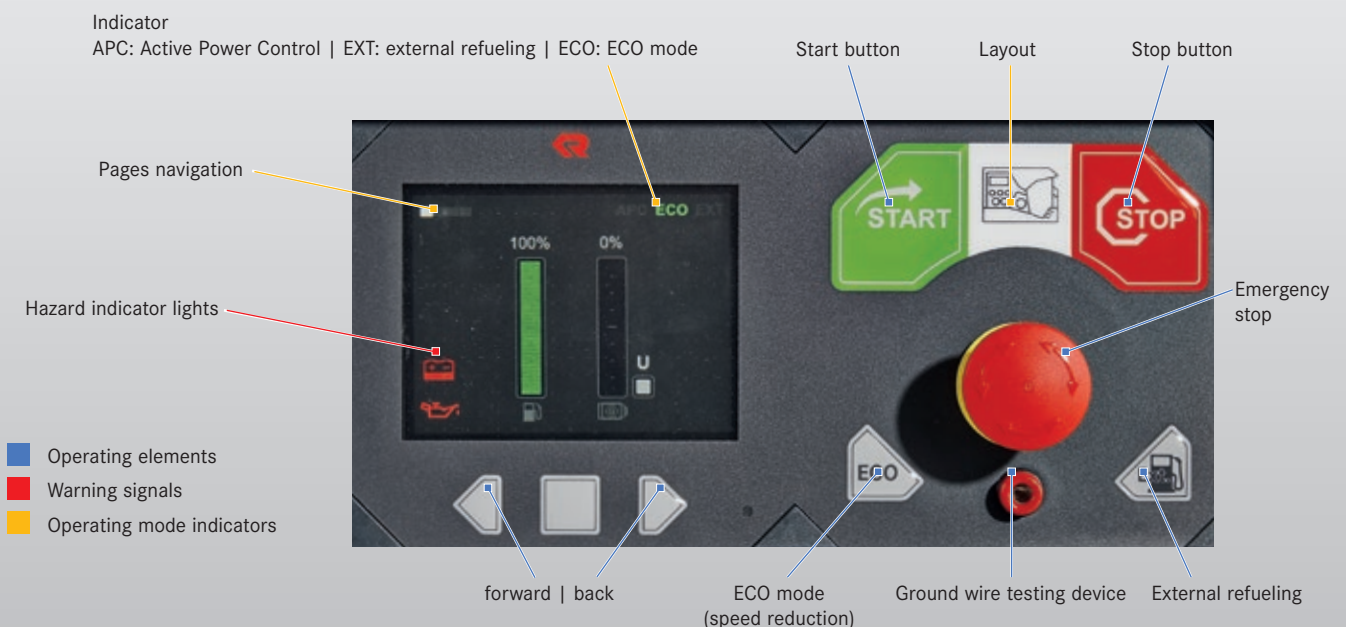 Indicator
APC: Active Power Control | EXT: external refueling | ECO: ECO mode
Start button
Layout
Stop button
Pages navigation
APC ECO EXT
START
STOP
100%
0%
Hazard indicator lights
Emergency
stop
U
Operating elements
Warning signals
Operating mode indicators
ECO
forward | back
ECO mode
(speed reduction)
Ground wire testing device
External refueling